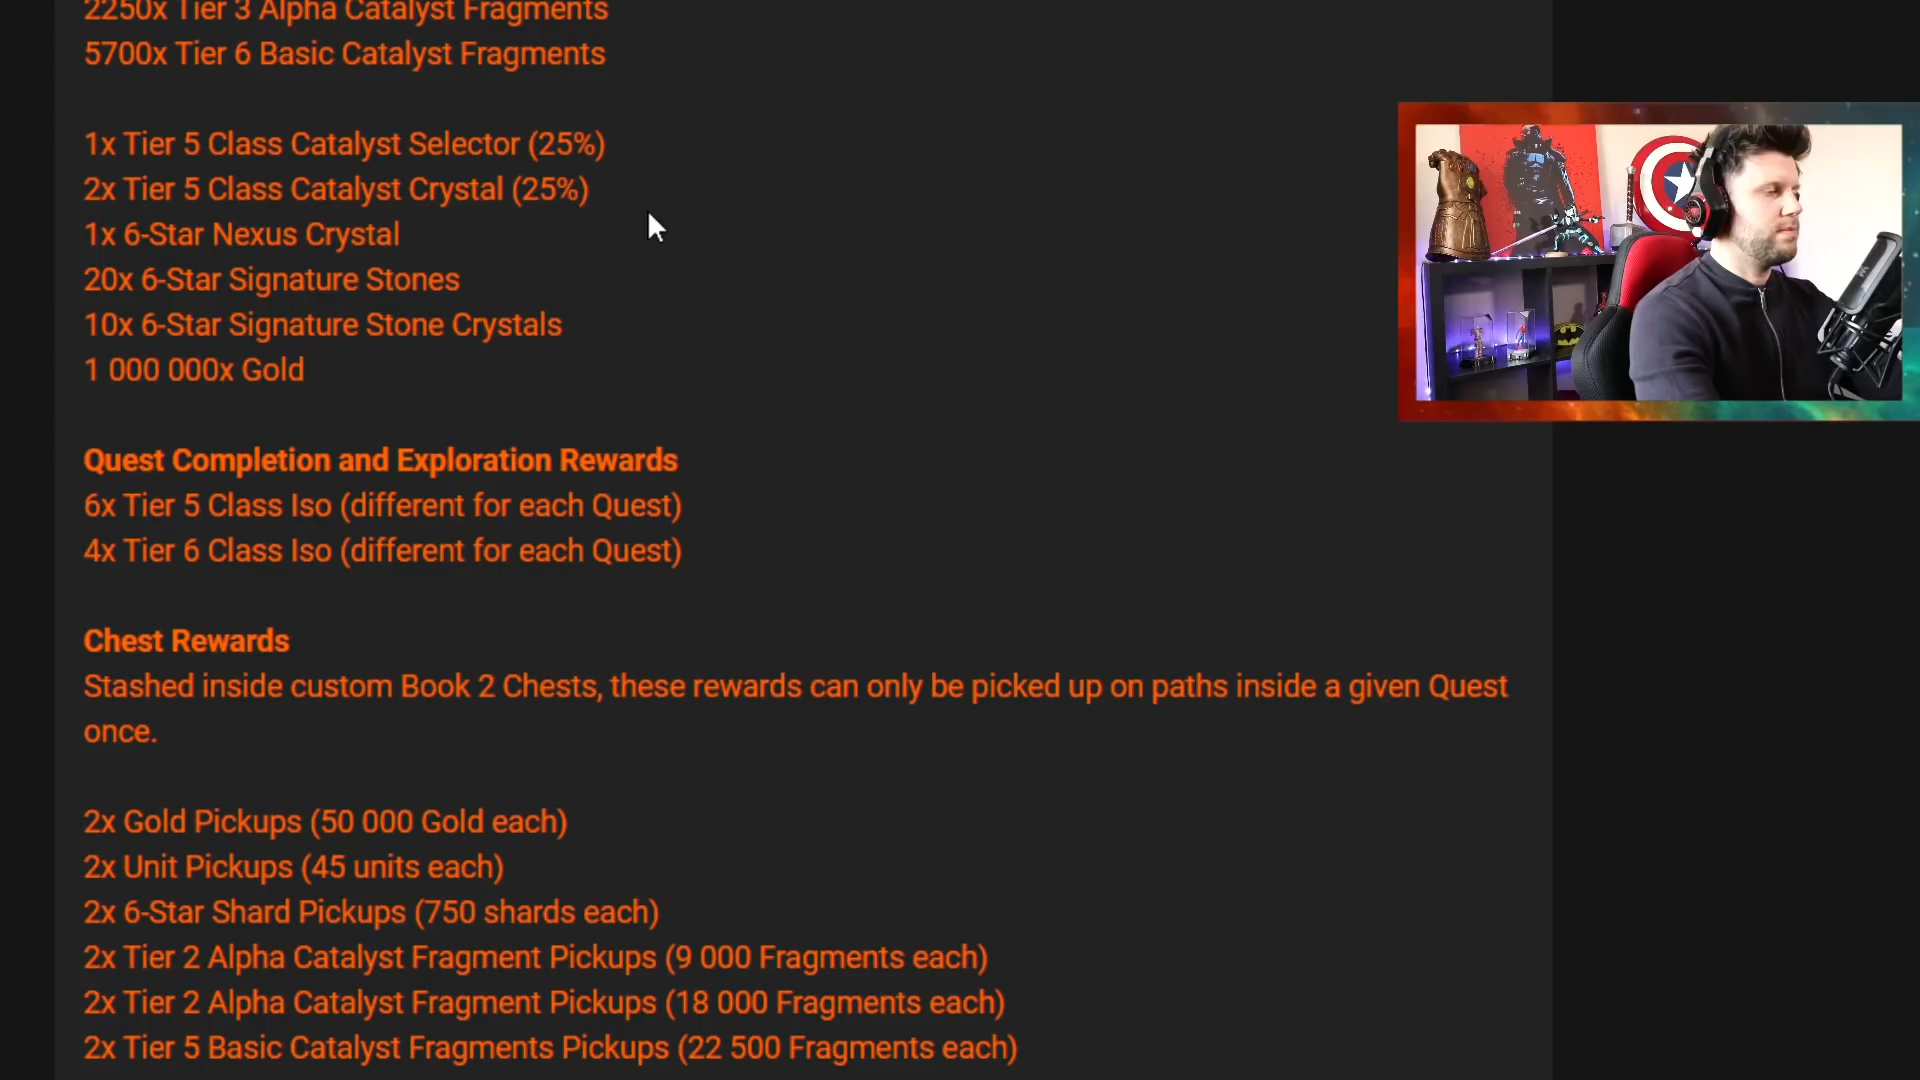 2250x Tier 3 Alpha Catalyst Fragments
5700x Tier 6 Basic Catalyst Fragments
1x Tier 5 Class Catalyst Selector (25%)
2x Tier 5 Class Catalyst Crystal (25%)
1x 6-Star Nexus Crystal
20x 6-Star Signature Stones
10x 6-Star Signature Stone Crystals
1 000 000x Gold
Quest Completion and Exploration Rewards
6x Tier 5 Class Iso (different for each Quest)
4x Tier 6 Class Iso (different for each Quest)
Chest Rewards
Stashed inside custom Book 2 Chests, these rewards can only be picked up on paths inside a given Quest
once.
2x Gold Pickups (50 000 Gold each)
2x Unit Pickups (45 units each)
2x 6-Star Shard Pickups (750 shards each)
2x Tier 2 Alpha Catalyst Fragment Pickups (9 000 Fragments each)
2x Tier 2 Alpha Catalyst Fragment Pickups (18 000 Fragments each)
2x Tier 5 Basic Catalyst Fragments Pickups (22 500 Fragments each)